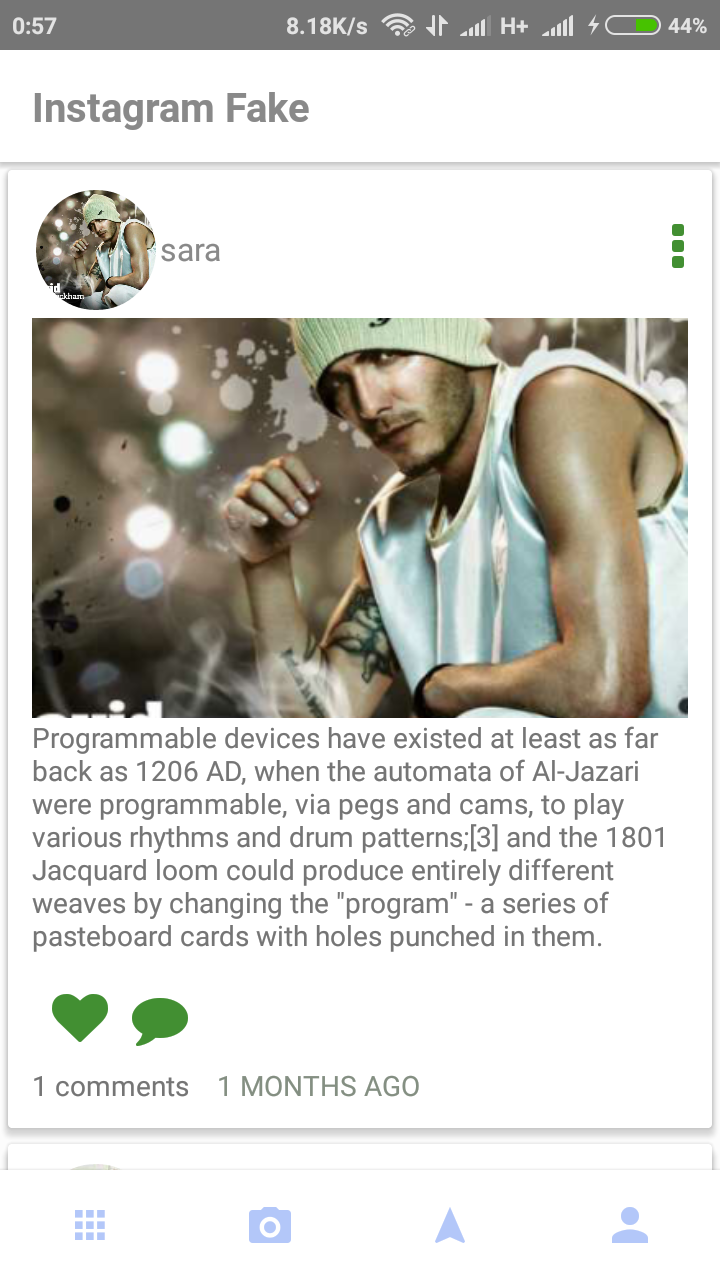 0:57 8.18K/s H+ 44%
Instagram Fake
sara
Programmable devices have existed at least as far
back as 1206 AD, when the automata of Al-Jazari
were programmable, via pegs and cams, to play
various rhythms and drum patterns;[3] and the 1801
Jacquard loom could produce entirely different
weaves by changing the "program" - a series of
pasteboard cards with holes punched in them.
1 comments 1 MONTHS AGO